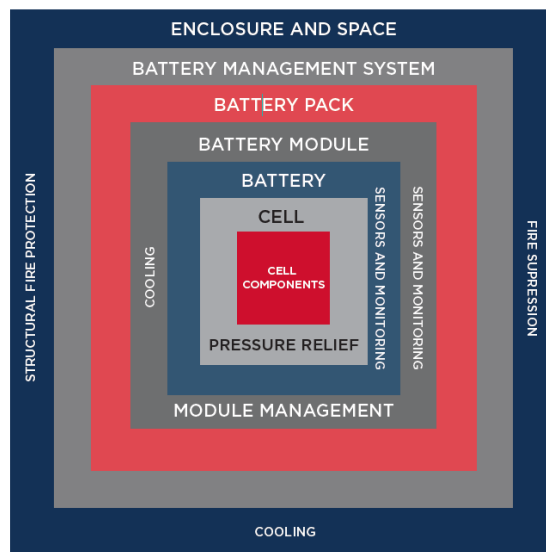 ENCLOSURE AND SPACE
BATTERY MANAGEMENT SYSTEM
BATTERY PACK
BATTERY MODULE
BATTERY
CELL
CELL
COMPONENTS
PRESSURE RELIEF
MODULE MANAGEMENT
COOLING
SENSORS AND MONITORING
SENSORS AND MONITORING
STRUCTURAL FIRE PROTECTION
FIRE SUPRESSION
COOLING